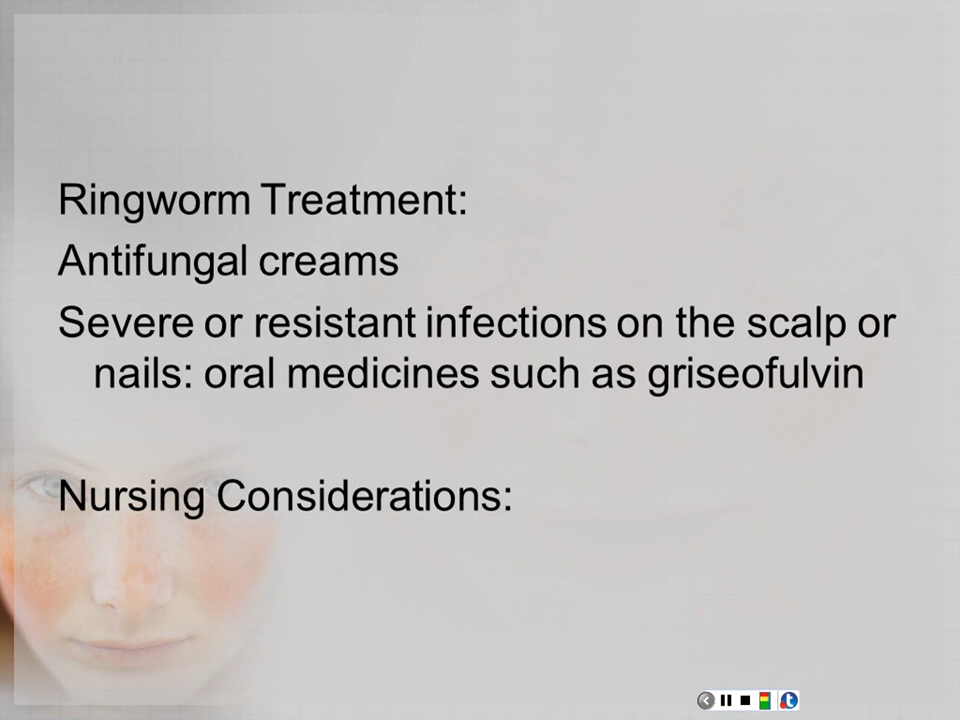 Ringworm Treatment:
Antifungal creams
Severe or resistant infections on the scalp or
nails: oral medicines such as griseofulvin
Nursing Considerations: